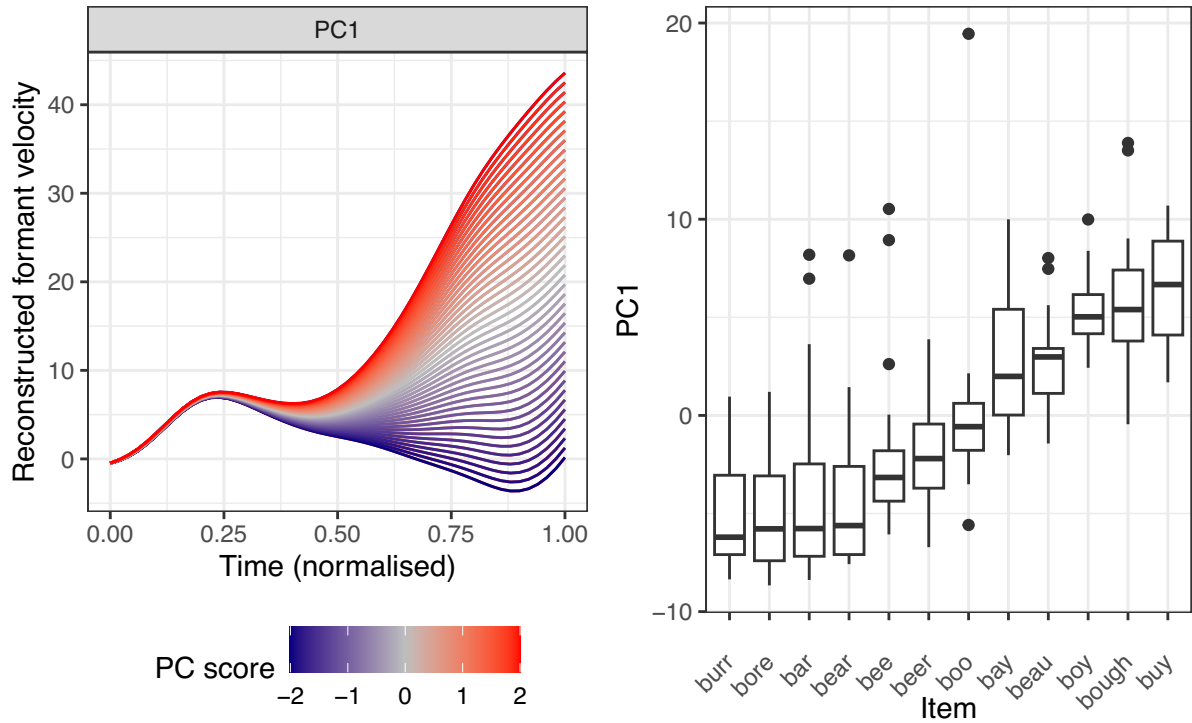 PC1
Reconstructed formant velocity
40
30
20
10
0
0.00 0.25 0.50 0.75 1.00
Time (normalised)
PC score
−2 −1 0 1 2
PC1
20
10
0
−10
burr bore bar bear bee beer boo bay beau boy bough buy
Item